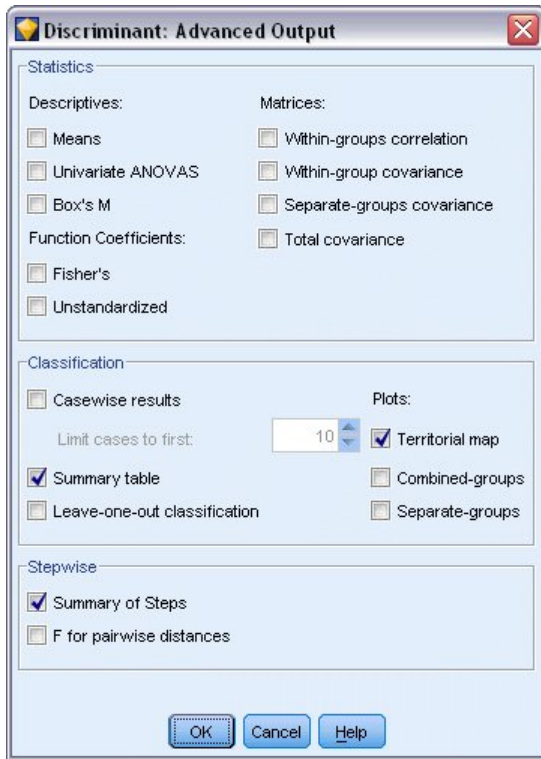 Discriminant: Advanced Output
Statistics
Descriptives:
Means
Univariate ANOVAS
Box's M
Function Coefficients:
Fisher's
Unstandardized
Matrices:
Within-groups correlation
Within-group covariance
Separate-groups covariance
Total covariance
Classification
Casewise results
Limit cases to first: 10
Summary table
Leave-one-out classification
Plots:
Territorial map
Combined-groups
Separate-groups
Stepwise
Summary of Steps
F for pairwise distances
OK Cancel Help